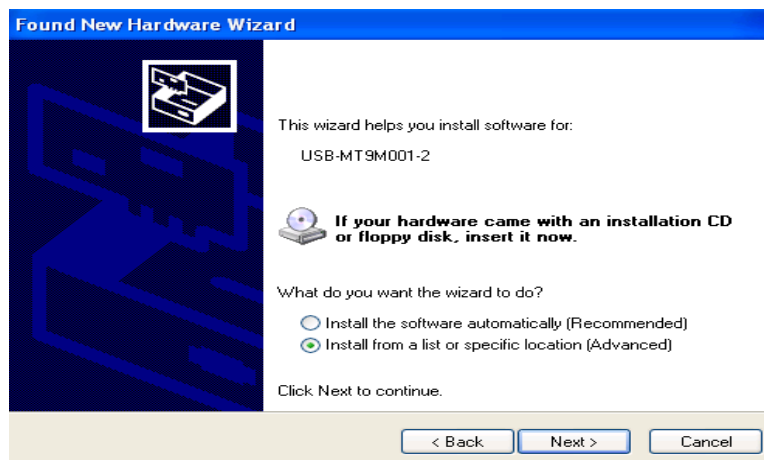 Found New Hardware Wizard
This wizard helps you install software for:
USB-MT9M001-2
If your hardware came with an installation CD
or floppy disk, insert it now.
What do you want the wizard to do?
Install the software automatically (Recommended)
Install from a list or specific location (Advanced)
Click Next to continue.
< Back Next > Cancel